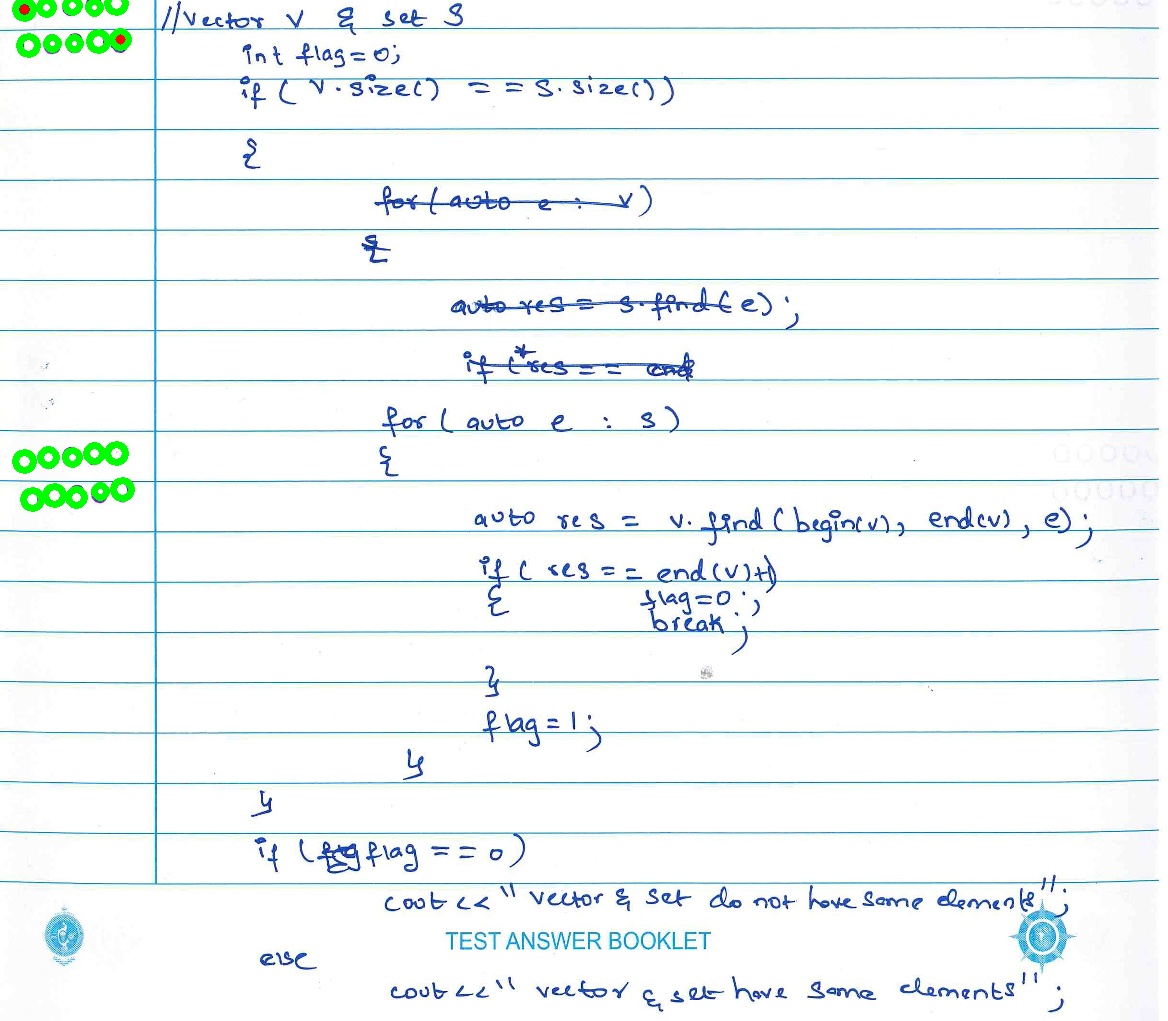 //vector v & set s
int flag=0;
if ( v.size() == s.size())
{
for(auto e : v)
{
auto res = s.find(e);
if (*res == end
for (auto e : s)
{
auto res = v.find(begin(v), end(v), e);
if ( res == end(v)+1)
{ flag=0;
break;
}
flag=1;
}
}
if (flag == 0)
cout<<" vector & set do not have same elements";
TEST ANSWER BOOKLET
else
cout<<" vector & set have same elements";